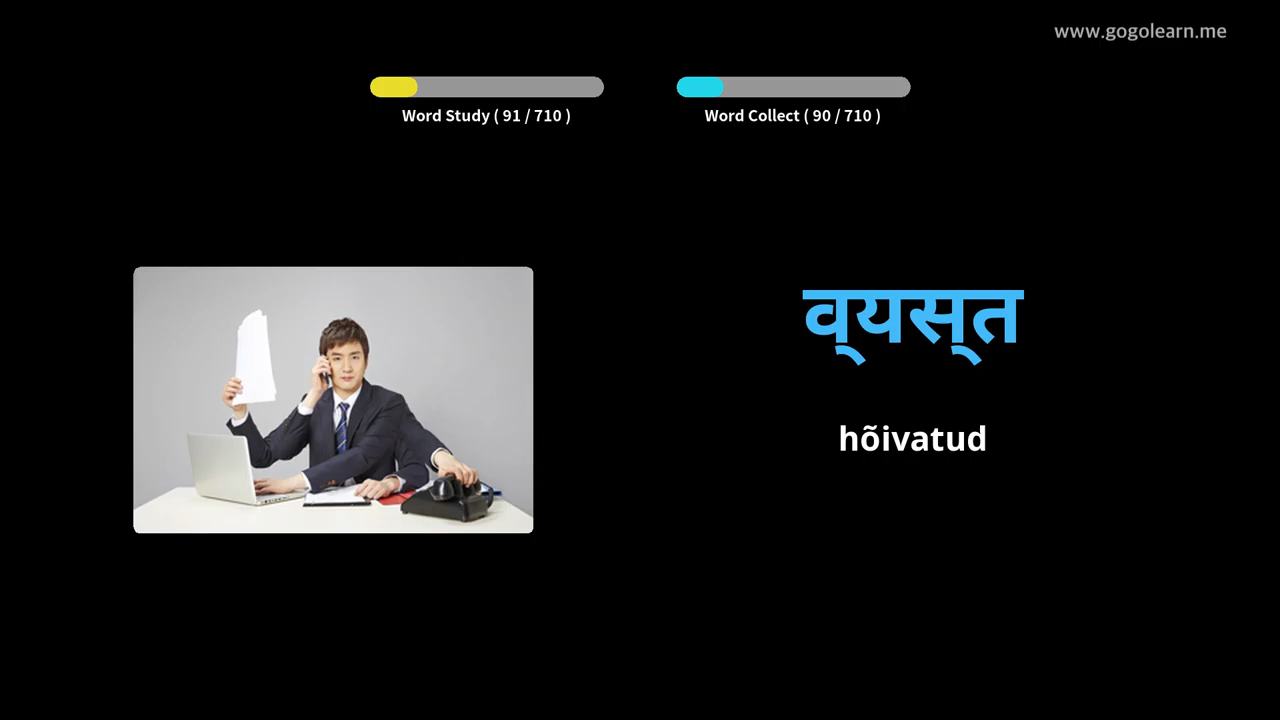 www.gogolearn.me
Word Study ( 91 / 710 )
Word Collect ( 90 / 710 )
व्यस्त
hõivatud